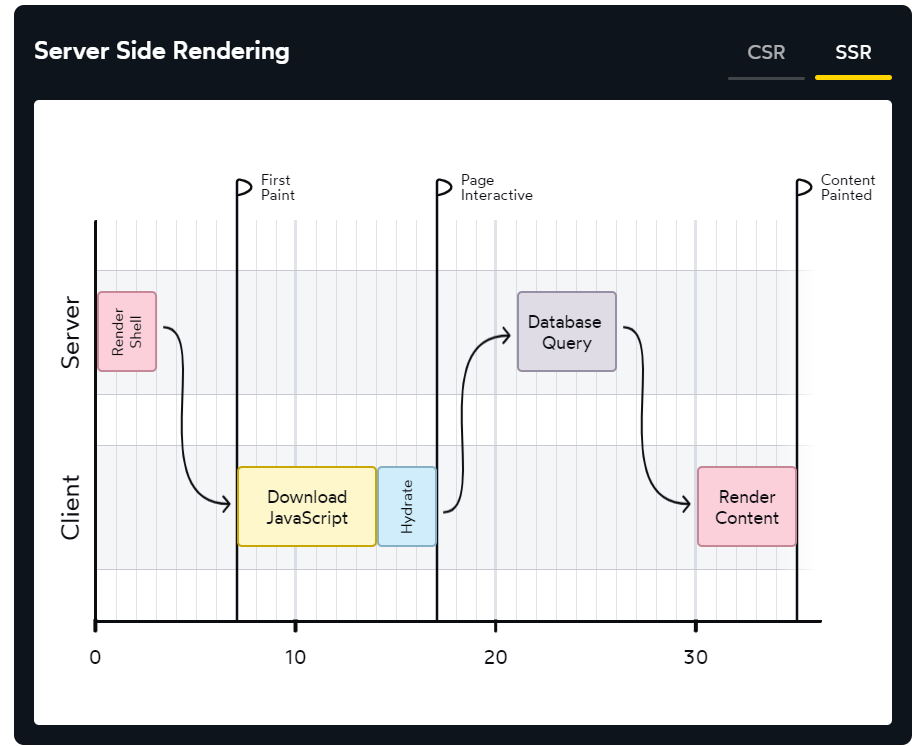 Server Side Rendering
CSR
SSR
First
Paint
Page
Interactive
Content
Painted
Server
Render
Shell
Database
Query
Client
Download
JavaScript
Hydrate
Render
Content
0
10
20
30